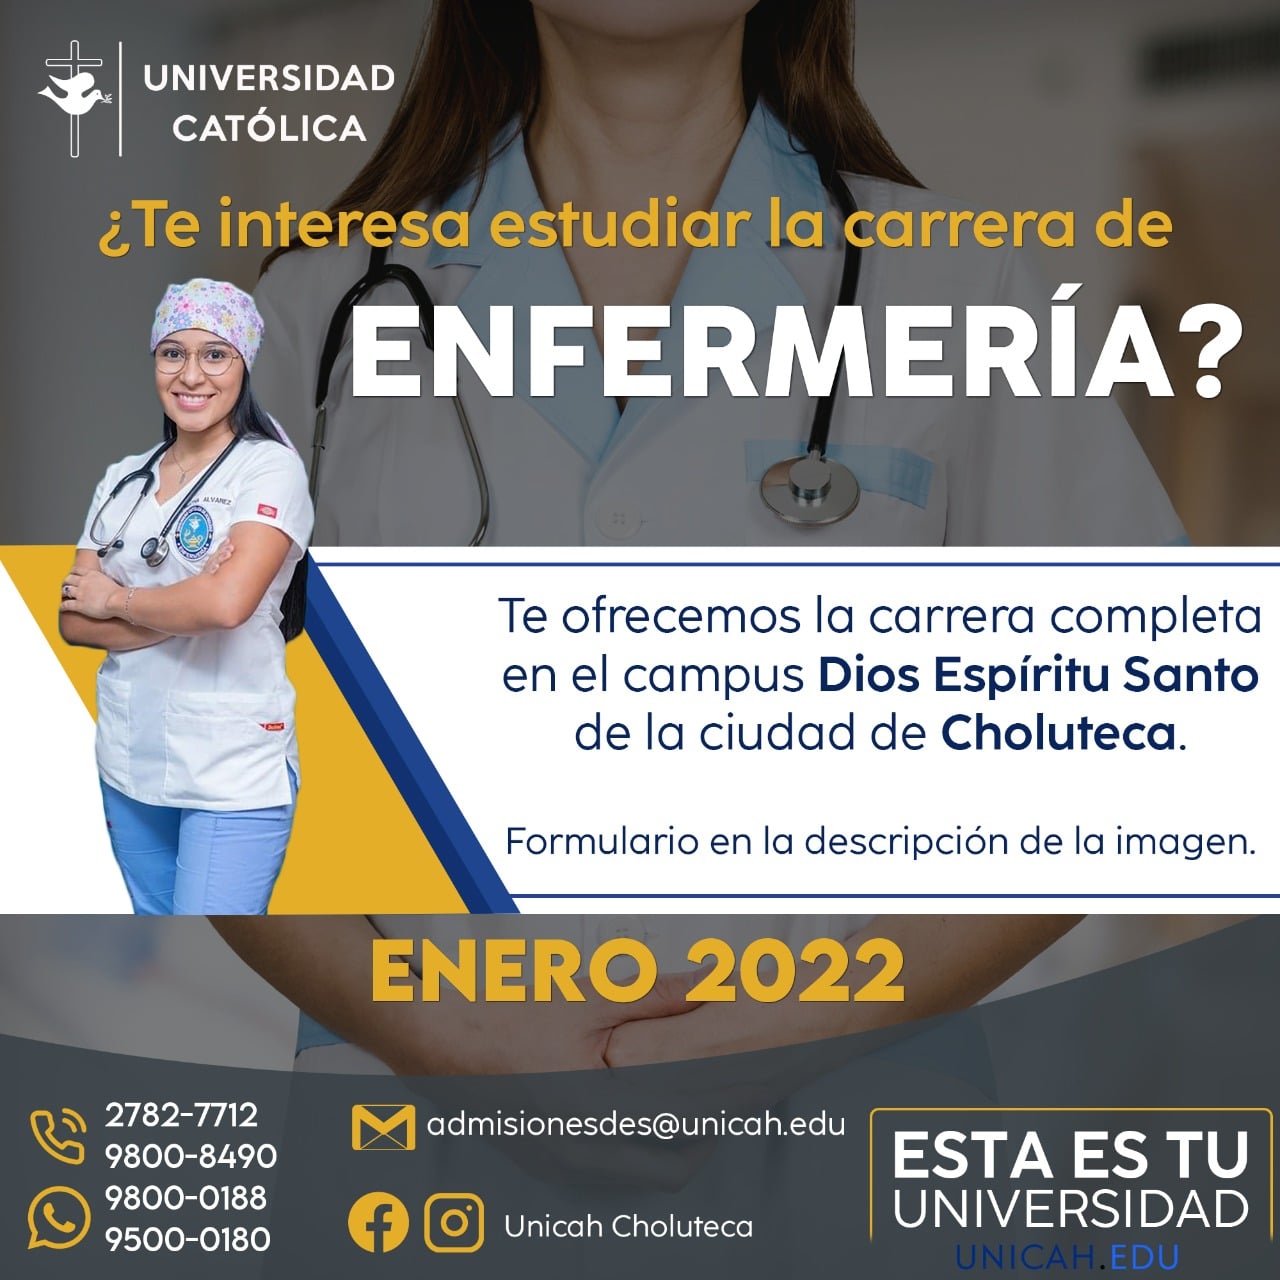 UNIVERSIDAD
CATÓLICA
¿Te interesa estudiar la carrera de
ENFERMERÍA?
ALVAREZ
Te ofrecemos la carrera completa
en el campus Dios Espíritu Santo
de la ciudad de Choluteca.
Formulario en la descripción de la imagen.
ENERO 2022
2782-7712
9800-8490
9800-0188
9500-0180
admisionesdes@unicah.edu
Unicah Choluteca
ESTA ES TU
UNIVERSIDAD
UNICAH.EDU